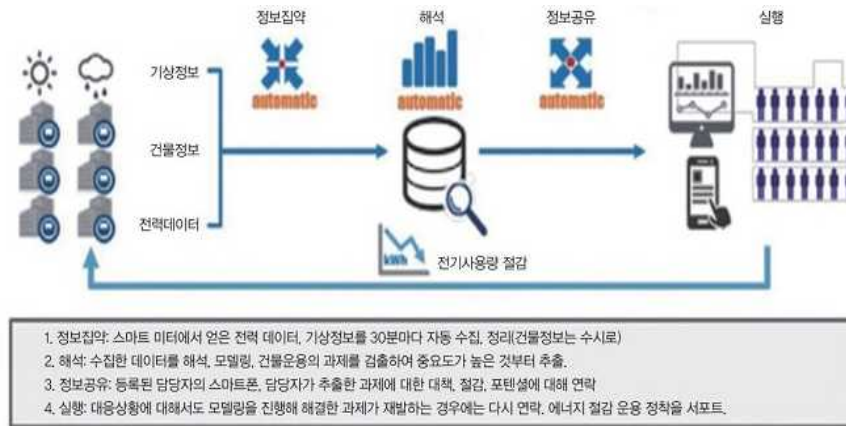 정보집약
해석
정보공유
실행
기상정보
automatic
automatic
automatic
건물정보
전력데이터
kWh
전기사용량 절감
1. 정보집약: 스마트 미터에서 얻은 전력 데이터, 기상정보를 30분마다 자동 수집, 정리(건물정보는 수시로)
2. 해석: 수집한 데이터를 해석, 모델링, 건물운용의 과제를 검출하여 중요도가 높은 것부터 추출.
3. 정보공유: 등록된 담당자의 스마트폰, 담당자가 추출한 과제에 대한 대책, 절감, 포텐셜에 대해 연락
4. 실행: 대응상황에 대해서도 모델링을 진행해 해결한 과제가 재발하는 경우에는 다시 연락. 에너지 절감 운용 정착을 서포트.